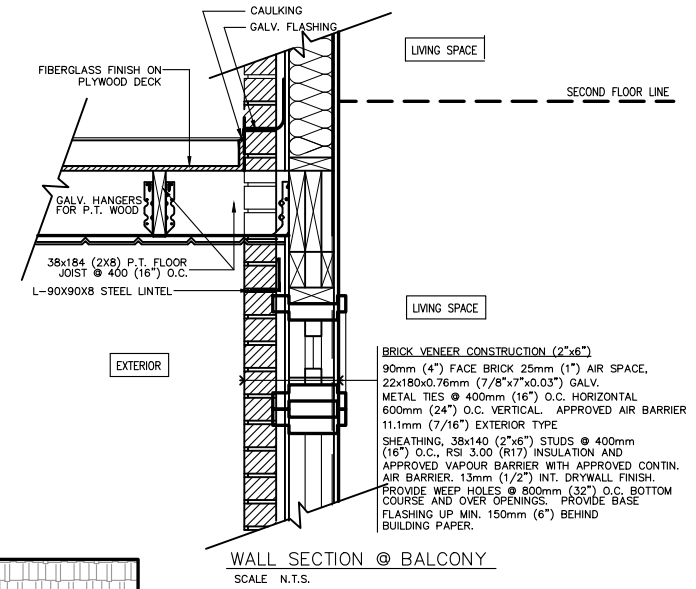 CAULKING
GALV. FLASHING
LIVING SPACE
FIBERGLASS FINISH ON
PLYWOOD DECK
SECOND FLOOR LINE
GALV. HANGERS
FOR P.T. WOOD
38x184 (2X8) P.T. FLOOR
JOIST @ 400 (16") O.C.
L-90X90X8 STEEL LINTEL
LIVING SPACE
EXTERIOR
BRICK VENEER CONSTRUCTION (2"x6")
90mm (4") FACE BRICK 25mm (1") AIR SPACE,
22x180x0.76mm (7/8"x7"x0.03") GALV.
METAL TIES @ 400mm (16") O.C. HORIZONTAL
600mm (24") O.C. VERTICAL. APPROVED AIR BARRIER
11.1mm (7/16") EXTERIOR TYPE
SHEATHING, 38x140 (2"x6") STUDS @ 400mm
(16") O.C., RSI 3.00 (R17) INSULATION AND
APPROVED VAPOUR BARRIER WITH APPROVED CONTIN.
AIR BARRIER. 13mm (1/2") INT. DRYWALL FINISH.
PROVIDE WEEP HOLES @ 800mm (32") O.C. BOTTOM
COURSE AND OVER OPENINGS. PROVIDE BASE
FLASHING UP MIN. 150mm (6") BEHIND
BUILDING PAPER.
WALL SECTION @ BALCONY
SCALE N.T.S.